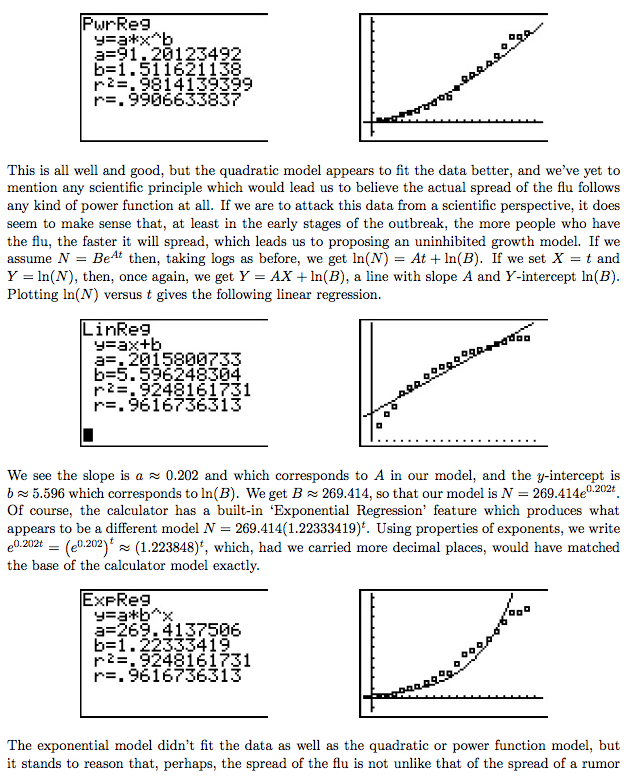 PwrReg
y=a*x^b
a=91.20123492
b=1.511621138
r²=.9814139399
r=.9906633837
This is all well and good, but the quadratic model appears to fit the data better, and we've yet to
mention any scientific principle which would lead us to believe the actual spread of the flu follows
any kind of power function at all. If we are to attack this data from a scientific perspective, it does
seem to make sense that, at least in the early stages of the outbreak, the more people who have
the flu, the faster it will spread, which leads us to proposing an uninhibited growth model. If we
assume N = Be^{At} then, taking logs as before, we get ln(N) = At + ln(B). If we set X = t and
Y = ln(N), then, once again, we get Y = AX + ln(B), a line with slope A and Y-intercept ln(B).
Plotting ln(N) versus t gives the following linear regression.
LinReg
y=ax+b
a=.2015800733
b=5.596248304
r²=.9248161731
r=.9616736313
We see the slope is a ≈ 0.202 and which corresponds to A in our model, and the y-intercept is
b ≈ 5.596 which corresponds to ln(B). We get B ≈ 269.414, so that our model is N = 269.414e^{0.202t}.
Of course, the calculator has a built-in ‘Exponential Regression’ feature which produces what
appears to be a different model N = 269.414(1.22333419)^t. Using properties of exponents, we write
e^{0.202t} = (e^{0.202})^t ≈ (1.223848)^t, which, had we carried more decimal places, would have matched
the base of the calculator model exactly.
ExpReg
y=a*b^x
a=269.4137506
b=1.22333419
r²=.9248161731
r=.9616736313
The exponential model didn't fit the data as well as the quadratic or power function model, but
it stands to reason that, perhaps, the spread of the flu is not unlike that of the spread of a rumor